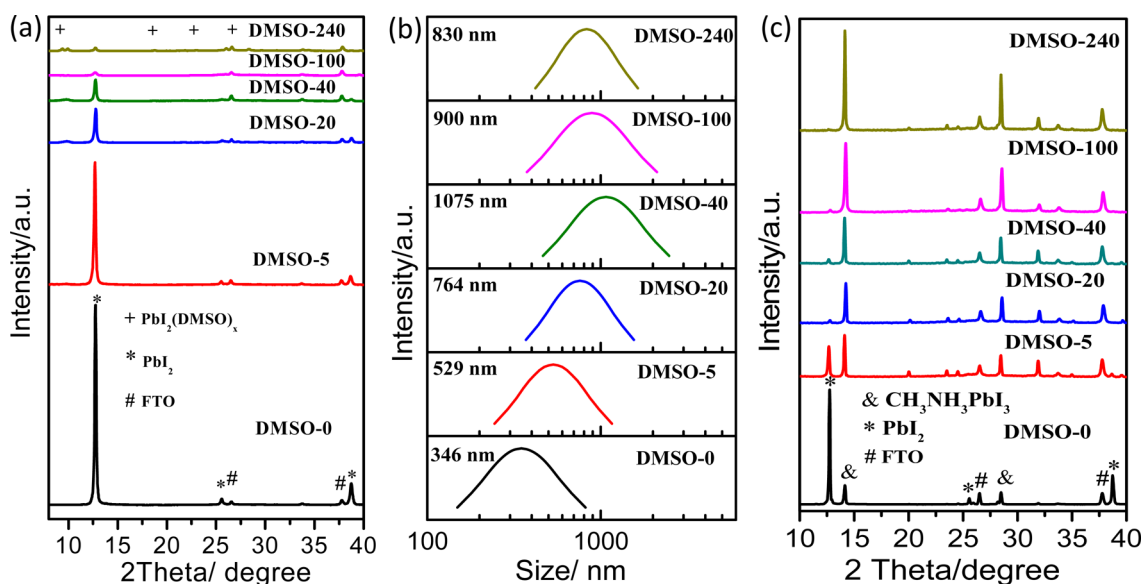 (a)
+ + + +
DMSO-240
DMSO-100
DMSO-40
DMSO-20
DMSO-5
*
+ PbI₂(DMSO)ₓ
* PbI₂
# FTO
DMSO-0
* # # *
Intensity/a.u.
10 15 20 25 30 35 40
2Theta/ degree
(b)
830 nm DMSO-240
900 nm DMSO-100
1075 nm DMSO-40
764 nm DMSO-20
529 nm DMSO-5
346 nm DMSO-0
Intensity/a.u.
100 1000
Size/ nm
(c)
DMSO-240
DMSO-100
DMSO-40
DMSO-20
DMSO-5
*
& CH₃NH₃PbI₃
* PbI₂
# FTO
DMSO-0
& * # & # *
Intensity/a.u.
10 15 20 25 30 35 40
2 Theta/degree